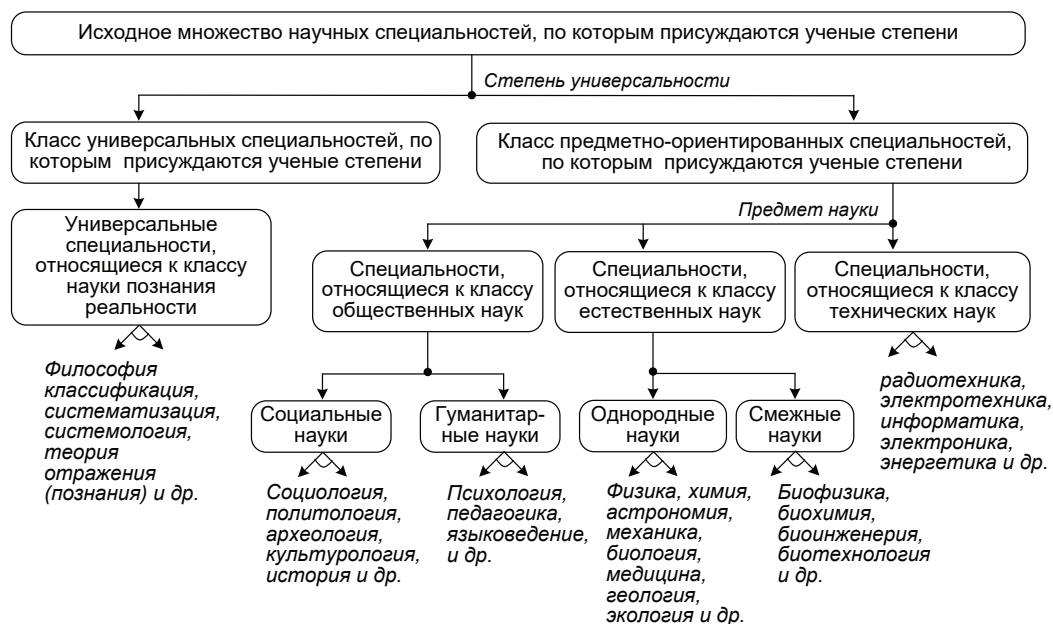 Исходное множество научных специальностей, по которым присуждаются ученые степени
Степень универсальности
Класс универсальных специальностей, по
которым присуждаются ученые степени
Класс предметно-ориентированных специальностей,
по которым присуждаются ученые степени
Предмет науки
Универсальные
специальности,
относящиеся к классу
науки познания
реальности
Специальности,
относящиеся к классу
общественных наук
Специальности,
относящиеся к классу
естественных наук
Специальности,
относящиеся к классу
технических наук
Философия
классификация,
систематизация,
системология,
теория
отражения
(познания) и др.
Социальные
науки
Гуманитар-
ные науки
Однородные
науки
Смежные
науки
радиотехника,
электротехника,
информатика,
электроника,
энергетика и др.
Социология,
политология,
археология,
культурология,
история и др.
Психология,
педагогика,
языковедение,
и др.
Физика, химия,
астрономия,
механика,
биология,
медицина,
геология,
экология и др.
Биофизика,
биохимия,
биоинженерия,
биотехнология
и др.